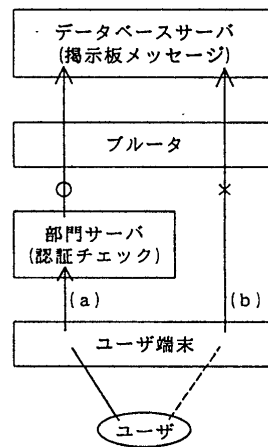 データベースサーバ
(掲示板メッセージ)
ブルータ
○
×
部門サーバ
(認証チェック)
(a)
(b)
ユーザ端末
ユーザ